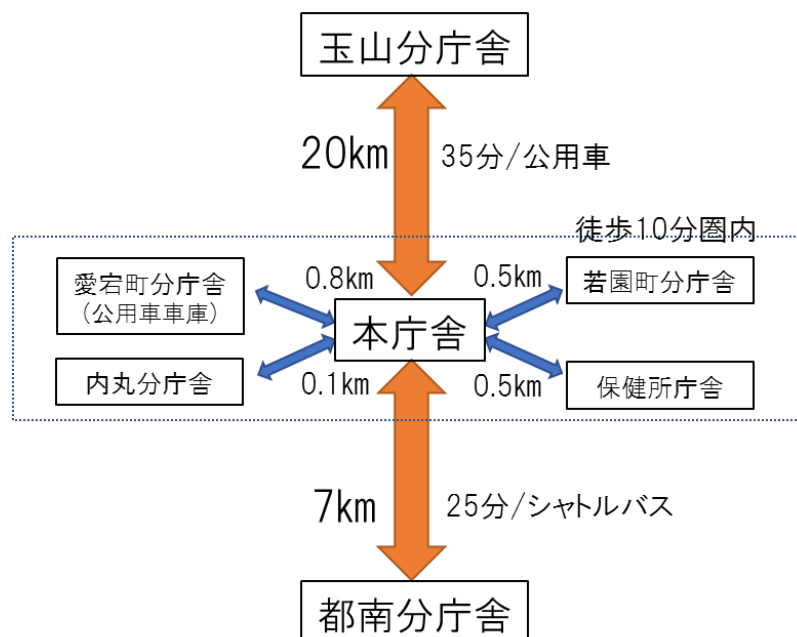 玉山分庁舎
20km
35分/公用車
徒歩10分圏内
愛宕町分庁舎
(公用車車庫)
0.8km
0.5km
若園町分庁舎
本庁舎
内丸分庁舎
0.1km
0.5km
保健所庁舎
7km
25分/シャトルバス
都南分庁舎